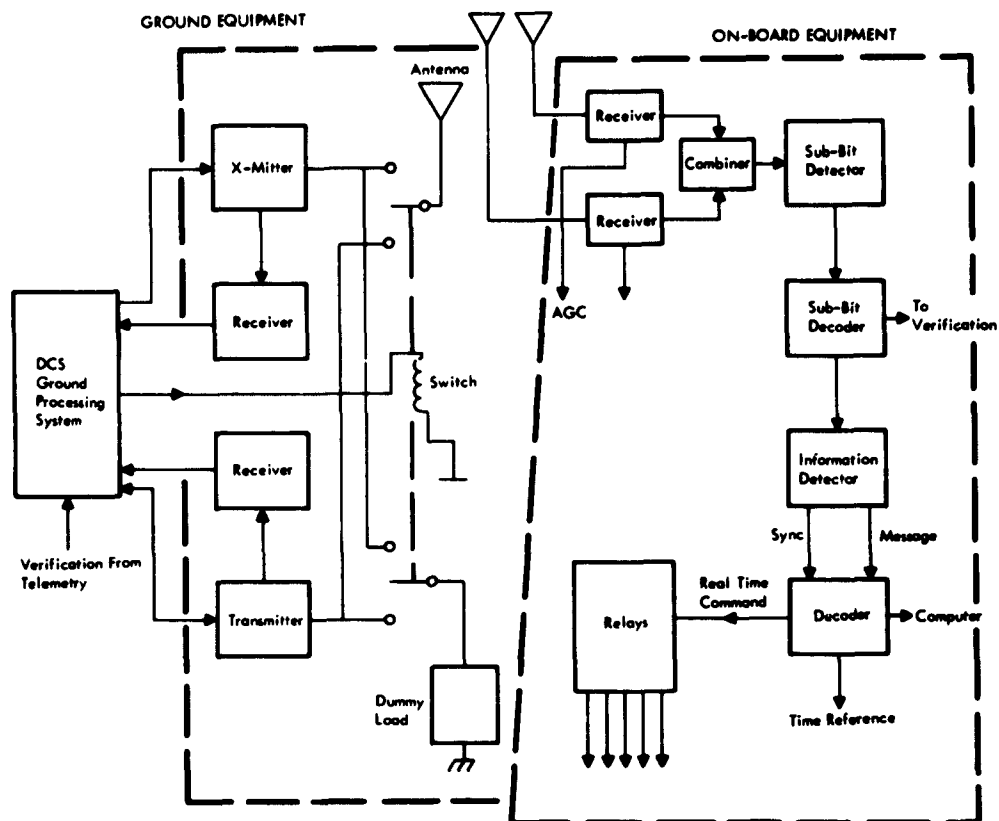 GROUND EQUIPMENT
ON-BOARD EQUIPMENT
Antenna
X-Mitter
Receiver
DCS
Ground
Processing
System
Switch
Receiver
Verification From
Telemetry
Transmitter
Dummy
Load
Receiver
Combiner
Sub-Bit
Detector
Receiver
AGC
Sub-Bit
Decoder
To
Verification
Information
Detector
Sync
Message
Real Time
Command
Relays
Decoder
Computer
Time Reference